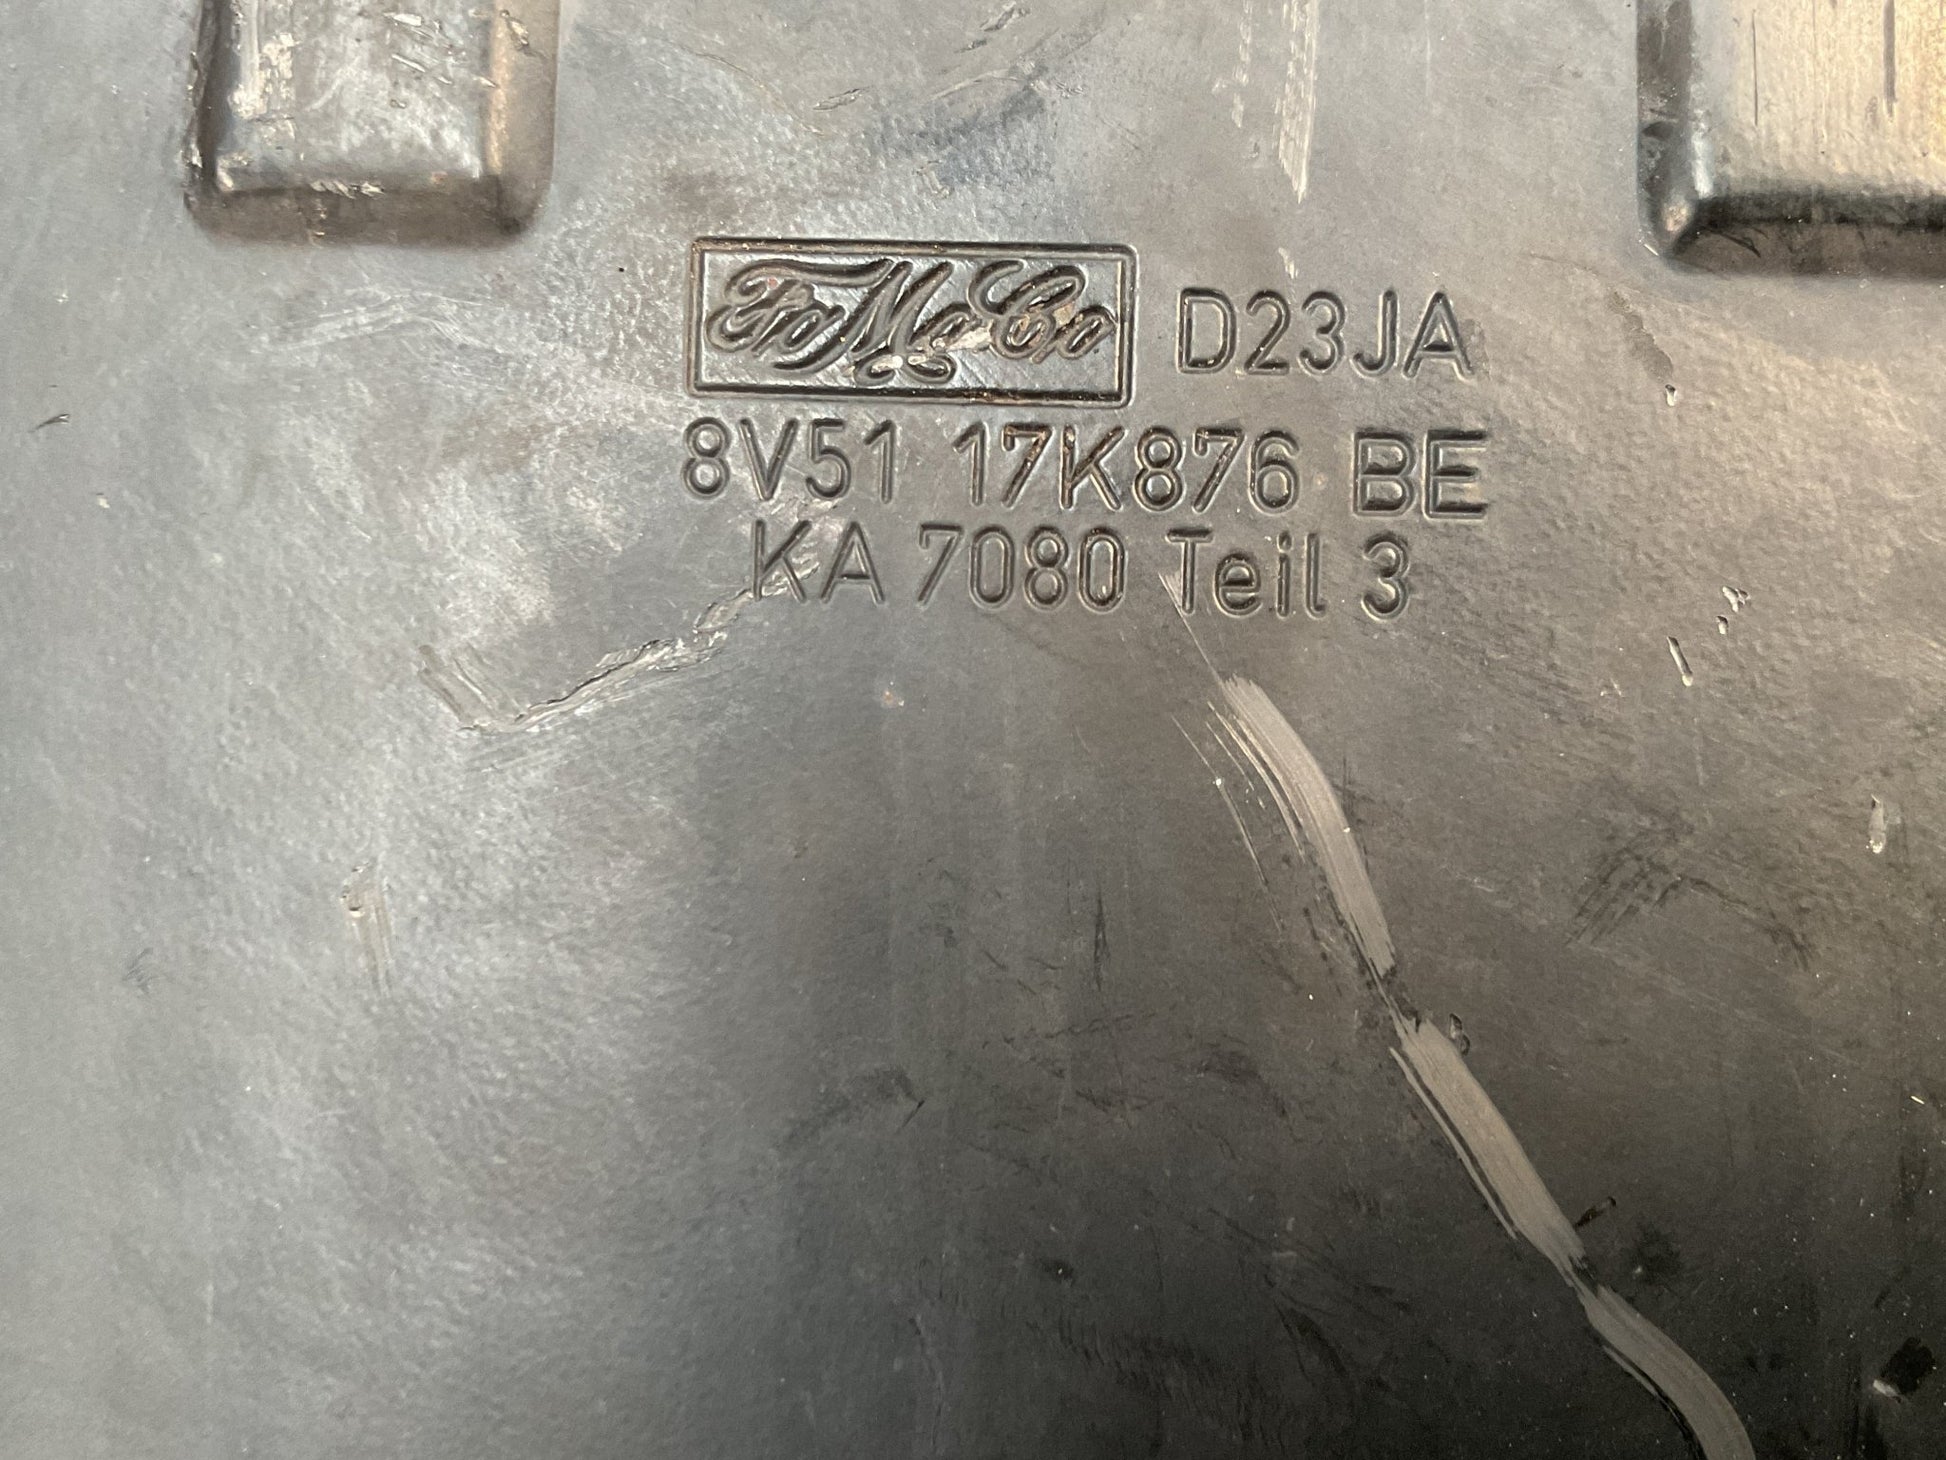 FoMoCo D23JA
8V51 17K876 BE
KA 7080 Teil 3